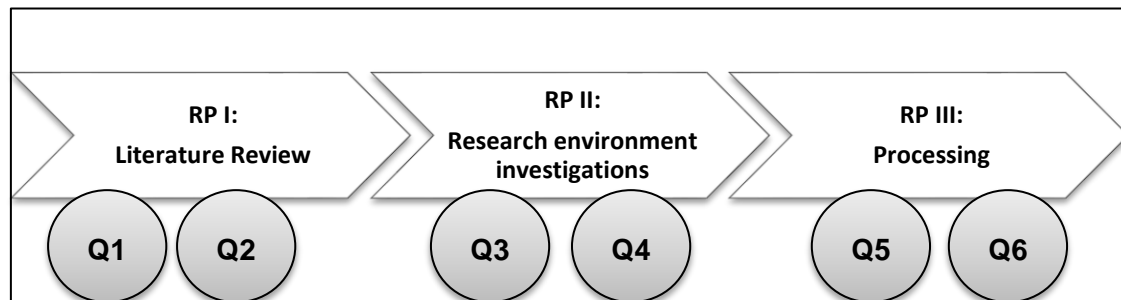 RP I:
Literature Review
RP II:
Research environment
investigations
RP III:
Processing
Q1
Q2
Q3
Q4
Q5
Q6